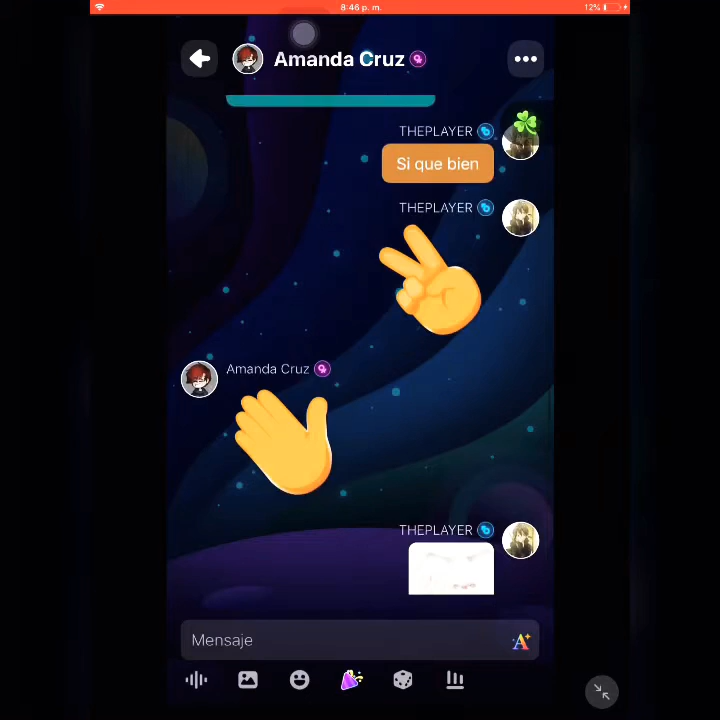 8:46 p. m.
12%
Amanda Cruz
THEPLAYER
Si que bien
THEPLAYER
Amanda Cruz
THEPLAYER
Mensaje